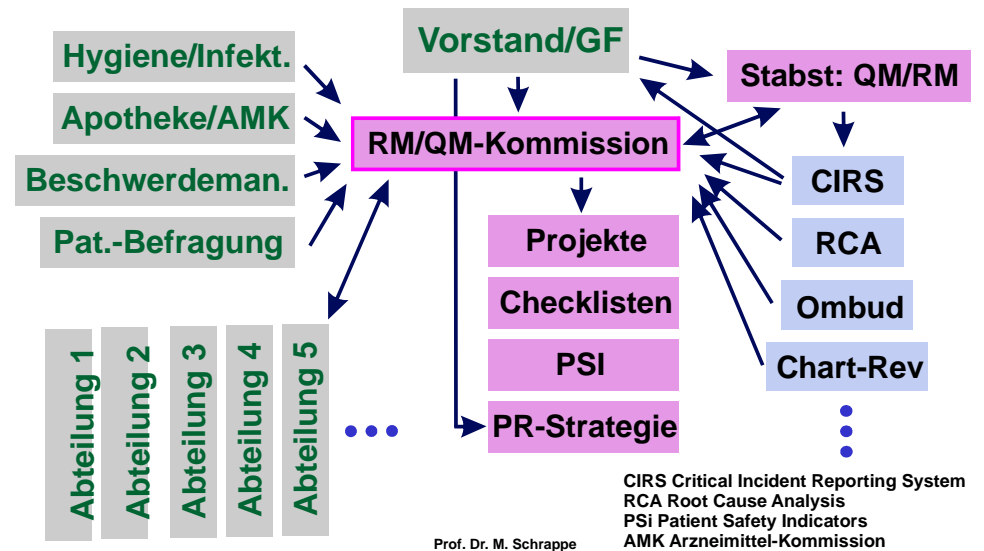 Hygiene/Infekt.
Apotheke/AMK
Beschwerdeman.
Pat.-Befragung
Vorstand/GF
Stabst: QM/RM
RM/QM-Kommission
CIRS
RCA
Ombud
Chart-Rev
Projekte
Checklisten
PSI
PR-Strategie
Abteilung 1
Abteilung 2
Abteilung 3
Abteilung 4
Abteilung 5
CIRS Critical Incident Reporting System
RCA Root Cause Analysis
PSi Patient Safety Indicators
AMK Arzneimittel-Kommission
Prof. Dr. M. Schrappe